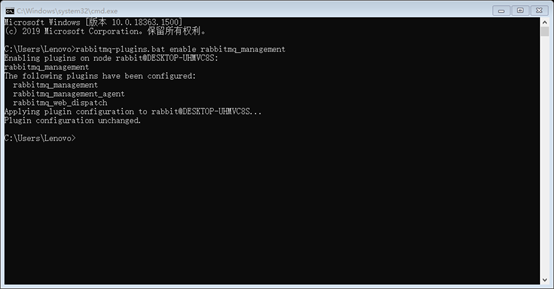 C:\Windows\system32\cmd.exe
Microsoft Windows [版本 10.0.18363.1500]
(c) 2019 Microsoft Corporation。保留所有权利。
C:\Users\Lenovo>rabbitmq-plugins.bat enable rabbitmq_management
Enabling plugins on node rabbit@DESKTOP-UHMVC8S:
rabbitmq_management
The following plugins have been configured:
  rabbitmq_management
  rabbitmq_management_agent
  rabbitmq_web_dispatch
Applying plugin configuration to rabbit@DESKTOP-UHMVC8S...
Plugin configuration unchanged.
C:\Users\Lenovo>